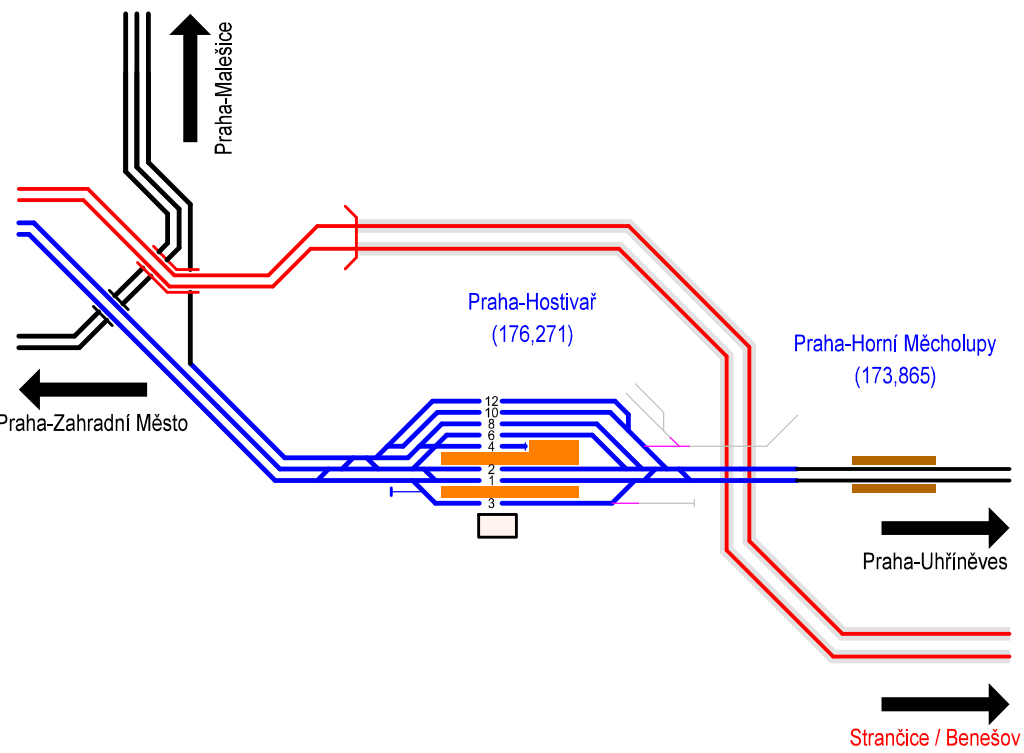 Praha-Malešice
Praha-Hostivař
(176,271)
Praha-Horní Měcholupy
(173,865)
Praha-Zahradní Město
12
10
8
6
4
2
1
3
Praha-Uhříněves
Strančice / Benešov